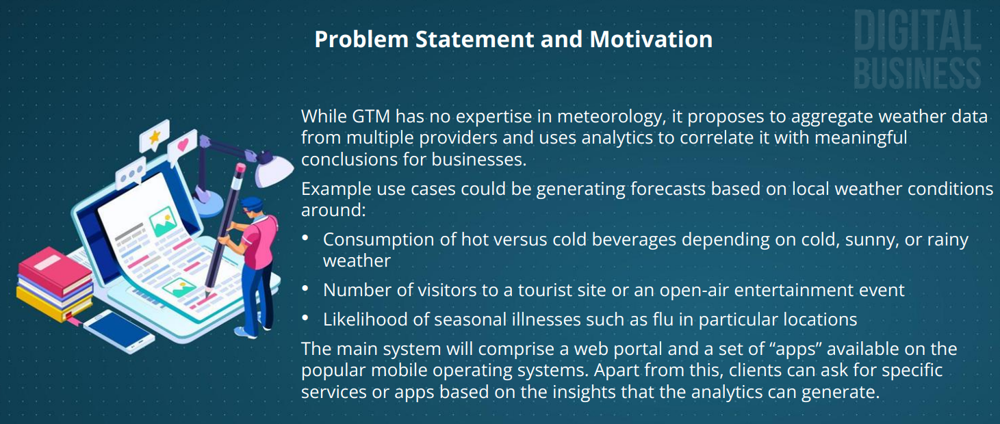 DIGITAL
BUSINESS
Problem Statement and Motivation
While GTM has no expertise in meteorology, it proposes to aggregate weather data
from multiple providers and uses analytics to correlate it with meaningful
conclusions for businesses.
Example use cases could be generating forecasts based on local weather conditions
around:
• Consumption of hot versus cold beverages depending on cold, sunny, or rainy
weather
• Number of visitors to a tourist site or an open-air entertainment event
• Likelihood of seasonal illnesses such as flu in particular locations
The main system will comprise a web portal and a set of “apps” available on the
popular mobile operating systems. Apart from this, clients can ask for specific
services or apps based on the insights that the analytics can generate.